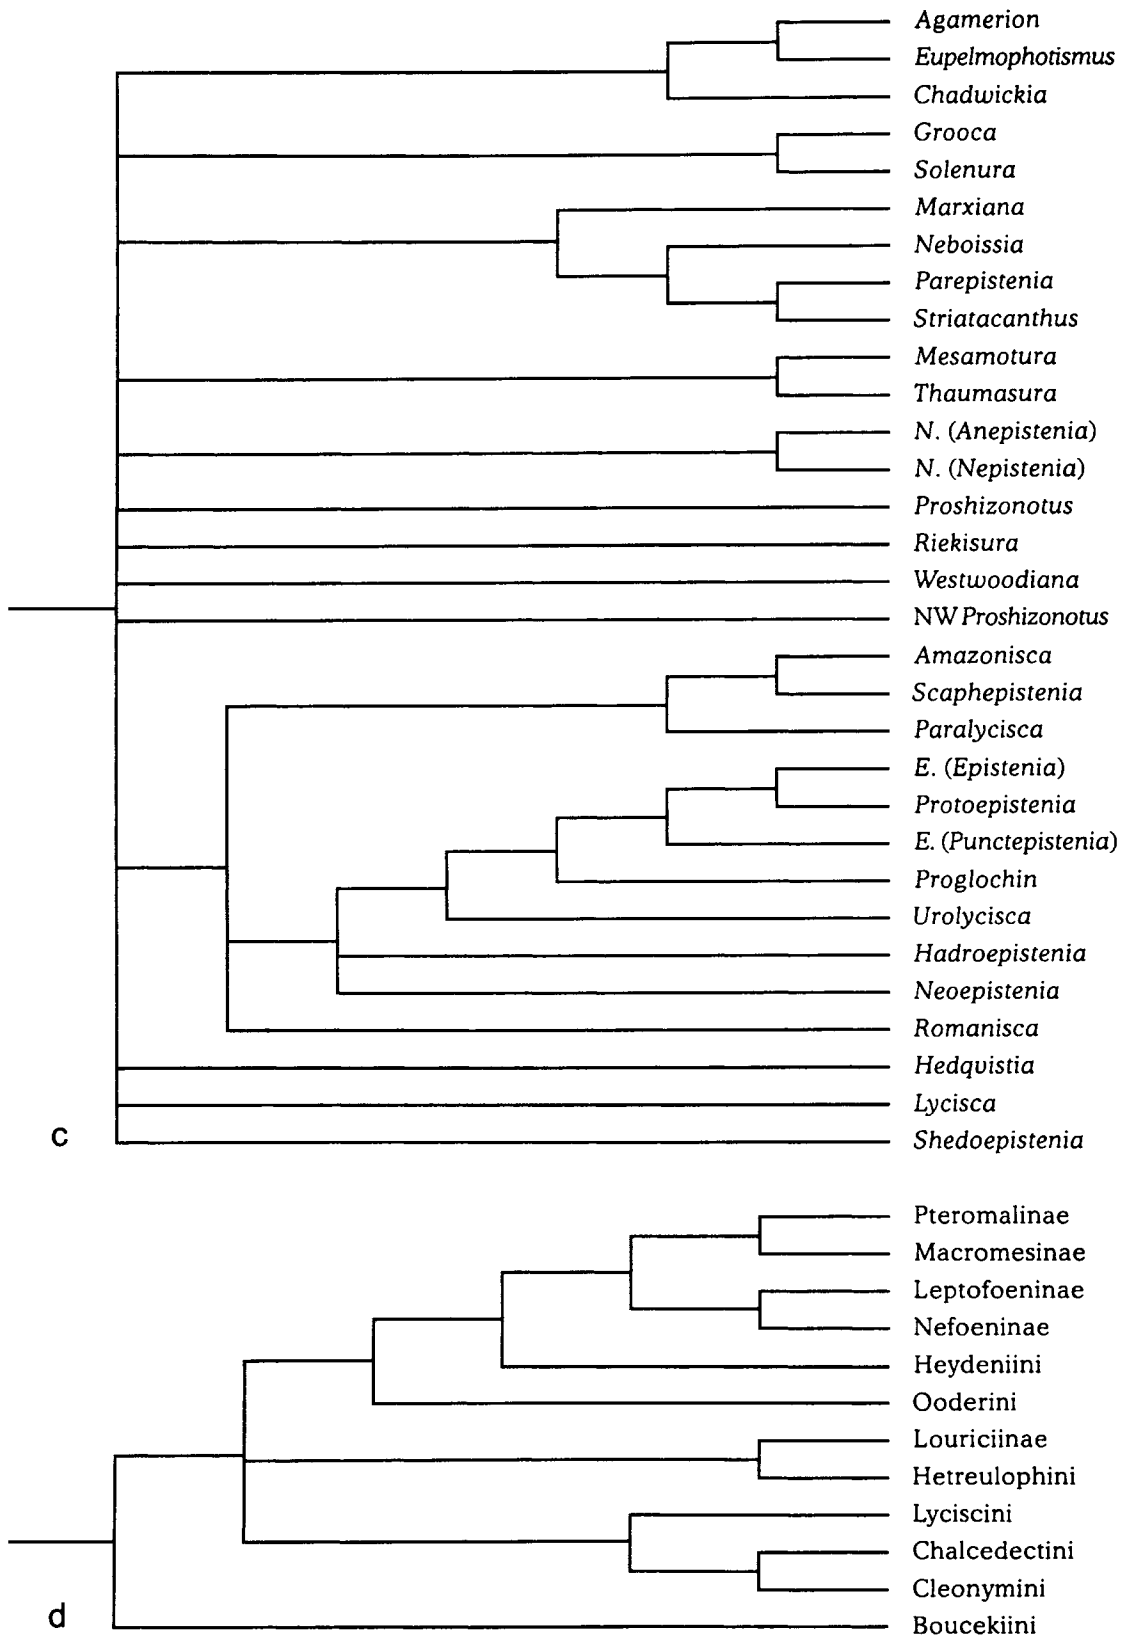 Agamerion
Eupelmophotismus
Chadwickia
Grooca
Solenura
Marxiana
Neboissia
Parepistenia
Striatacanthus
Mesamotura
Thaumasura
N. (Anepistenia)
N. (Nepistenia)
Proshizonotus
Riekisura
Westwoodiana
NW Proshizonotus
Amazonisca
Scaphepistenia
Paralycisca
E. (Epistenia)
Protoepistenia
E. (Punctepistenia)
Proglochin
Urolycisca
Hadroepistenia
Neoepistenia
Romanisca
Hedqvistia
Lycisca
c
Shedoepistenia
Pteromalinae
Macromesinae
Leptofoeninae
Nefoeninae
Heydeniini
Ooderini
Louriciinae
Hetreulophini
Lyciscini
Chalcedectini
Cleonymini
d
Boucekiini